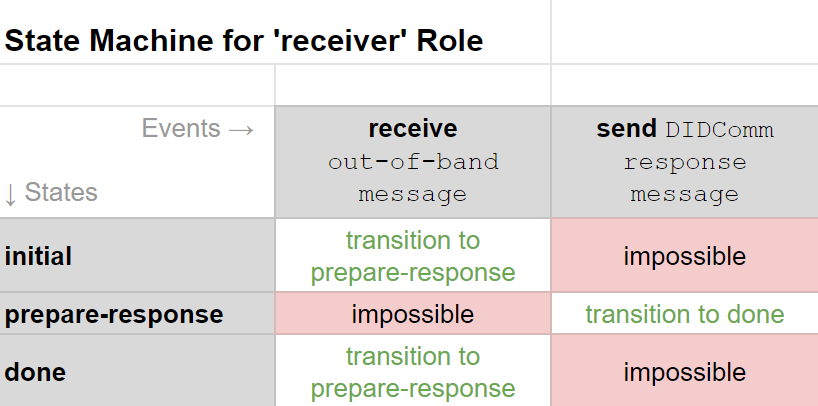 State Machine for 'receiver' Role
Events →
receive
out-of-band
message
send DIDComm
response
message
↓ States
initial
transition to
prepare-response
impossible
prepare-response
impossible
transition to done
done
transition to
prepare-response
impossible